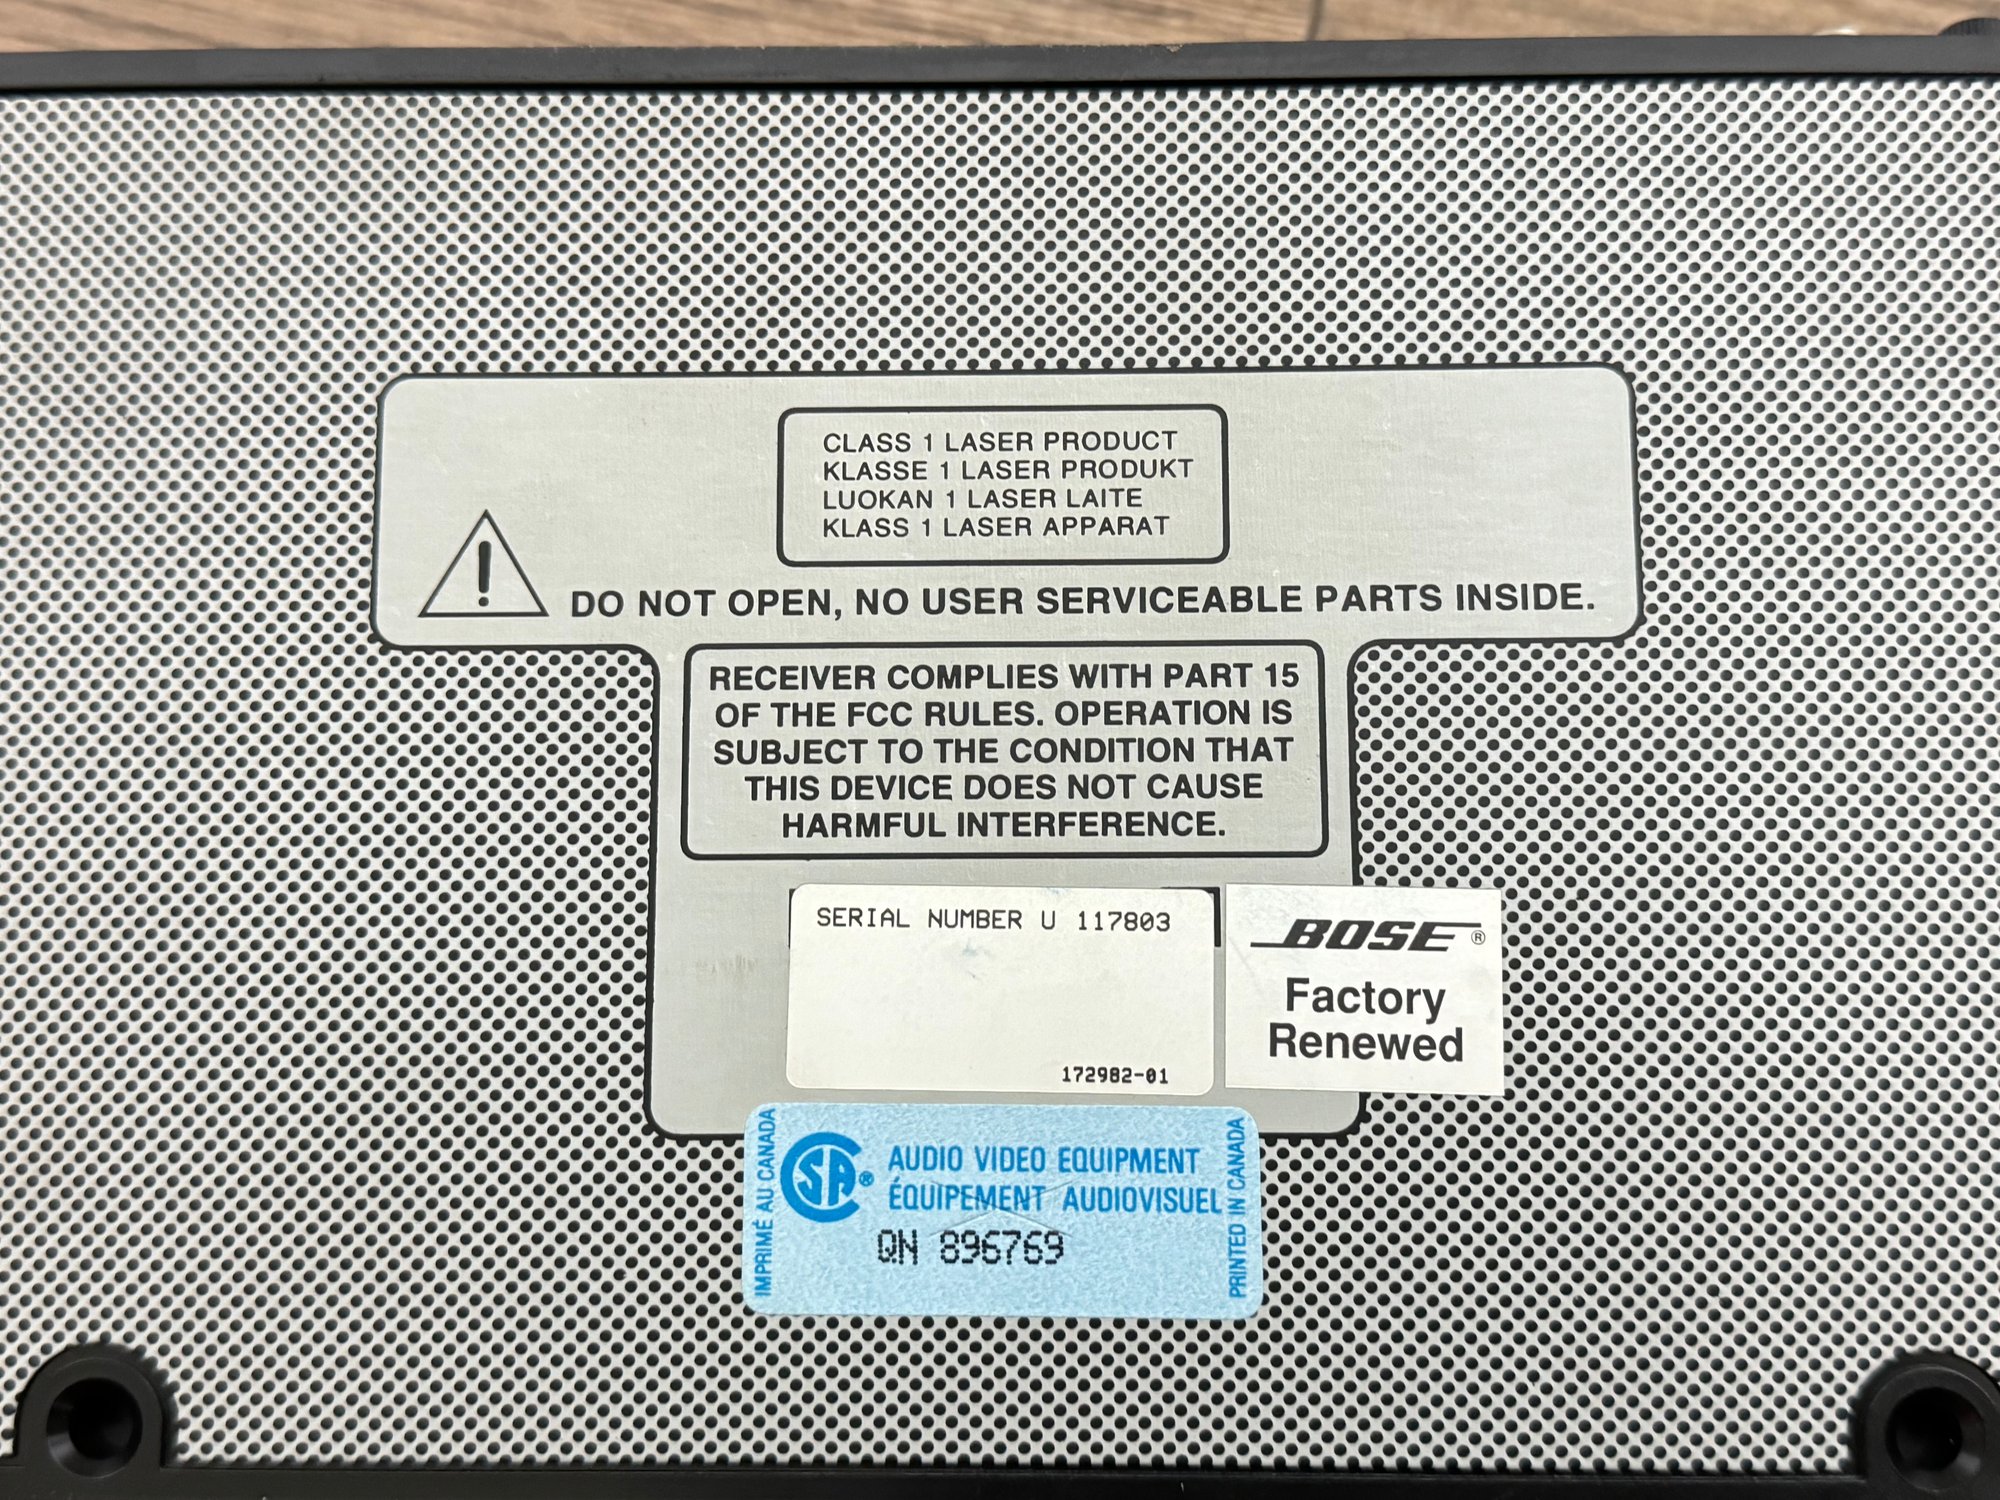 CLASS 1 LASER PRODUCT
KLASSE 1 LASER PRODUKT
LUOKAN 1 LASER LAITE
KLASS 1 LASER APPARAT
! DO NOT OPEN, NO USER SERVICEABLE PARTS INSIDE.
RECEIVER COMPLIES WITH PART 15
OF THE FCC RULES. OPERATION IS
SUBJECT TO THE CONDITION THAT
THIS DEVICE DOES NOT CAUSE
HARMFUL INTERFERENCE.
SERIAL NUMBER U 117803
172982-01
BOSE®
Factory
Renewed
IMPRIMÉ AU CANADA
CSA®
AUDIO VIDEO EQUIPMENT
ÉQUIPEMENT AUDIOVISUEL
QN 896769
PRINTED IN CANADA